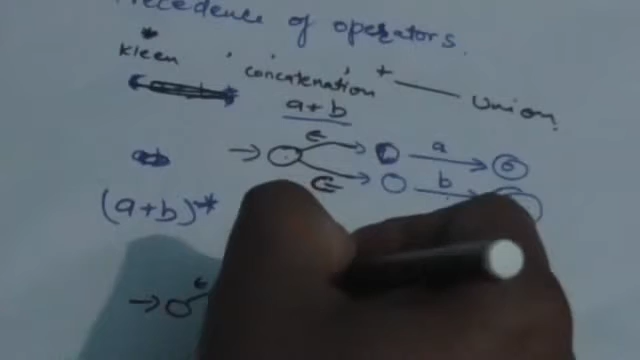 Precedence of operators.
* Kleen , concatenation , + — Union.
a+b
ϵ a
ϵ b
(a+b)*
ϵ